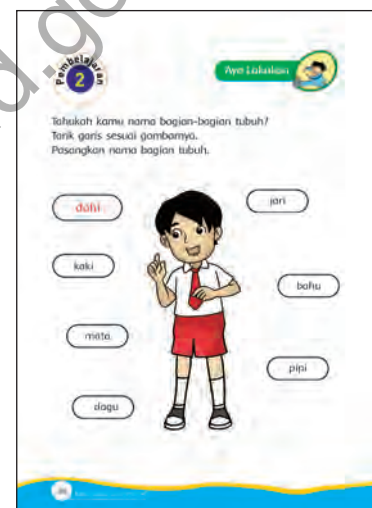 Pembelajaran
2
Ayo Lakukan
Tahukah kamu nama bagian-bagian tubuh?
Tarik garis sesuai gambarnya.
Pasangkan nama bagian tubuh.
dahi
jari
kaki
bahu
mata
pipi
dagu